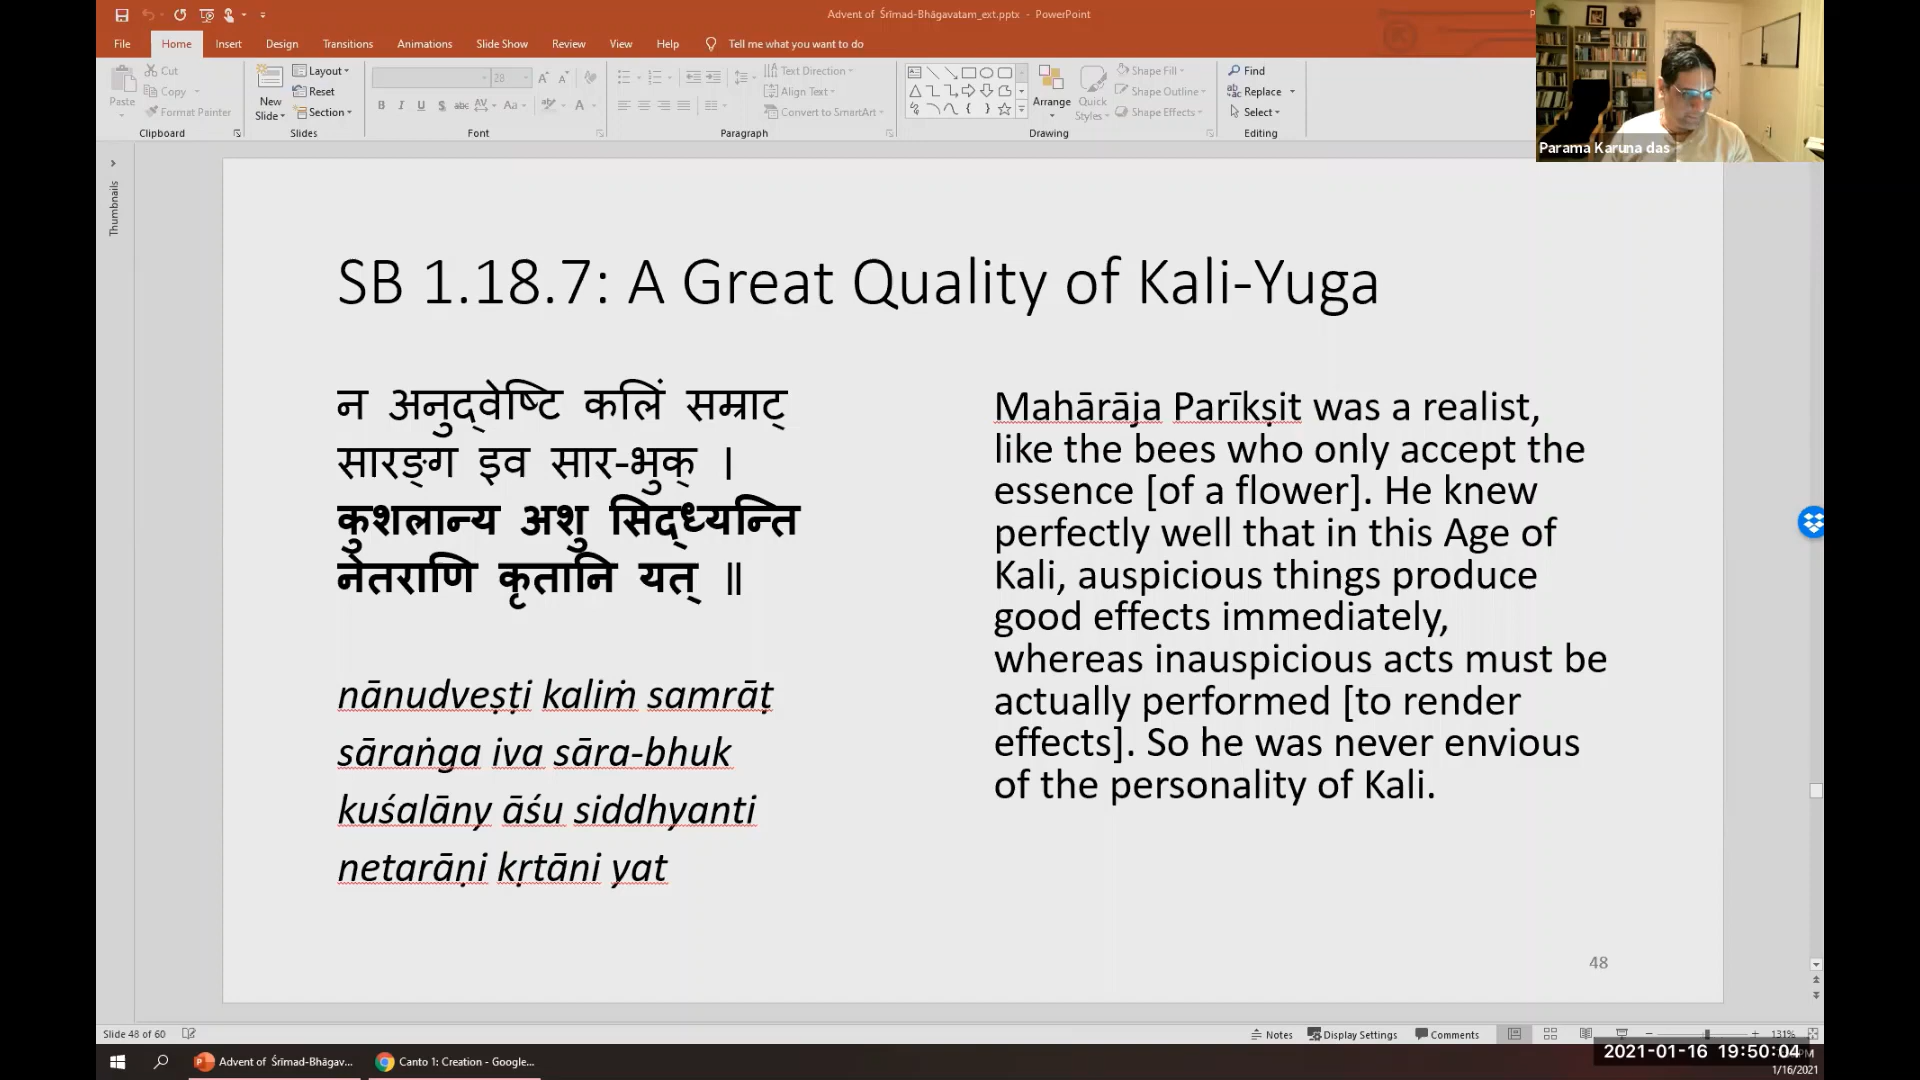 Advent of Śrīmad-Bhāgavatam_ext.pptx - PowerPoint
File Home Insert Design Transitions Animations Slide Show Review View Help Tell me what you want to do
Paste
Cut
Copy
Format Painter
Clipboard
New Slide
Layout
Reset
Section
Slides
28
Font
Text Direction
Align Text
Convert to SmartArt
Paragraph
Arrange
Quick Styles
Shape Fill
Shape Outline
Shape Effects
Drawing
Find
Replace
Select
Editing
Parama Karuna das
Thumbnails
SB 1.18.7: A Great Quality of Kali-Yuga
न अनुद्वेष्टि कलिं सम्राट्
सारङ्ग इव सार-भुक् ।
कुशलान्य अशु सिद्ध्यन्ति
नेतराणि कृतानि यत् ॥
nānudveṣṭi kaliṁ samrāṭ
sāraṅga iva sāra-bhuk
kuśalāny āśu siddhyanti
netarāṇi kṛtāni yat
Mahārāja Parīkṣit was a realist,
like the bees who only accept the
essence [of a flower]. He knew
perfectly well that in this Age of
Kali, auspicious things produce
good effects immediately,
whereas inauspicious acts must be
actually performed [to render
effects]. So he was never envious
of the personality of Kali.
48
Slide 48 of 60
Notes Display Settings Comments 131%
Advent of Śrīmad-Bhāgav... Canto 1: Creation - Google...
2021-01-16 19:50:04
1/16/2021